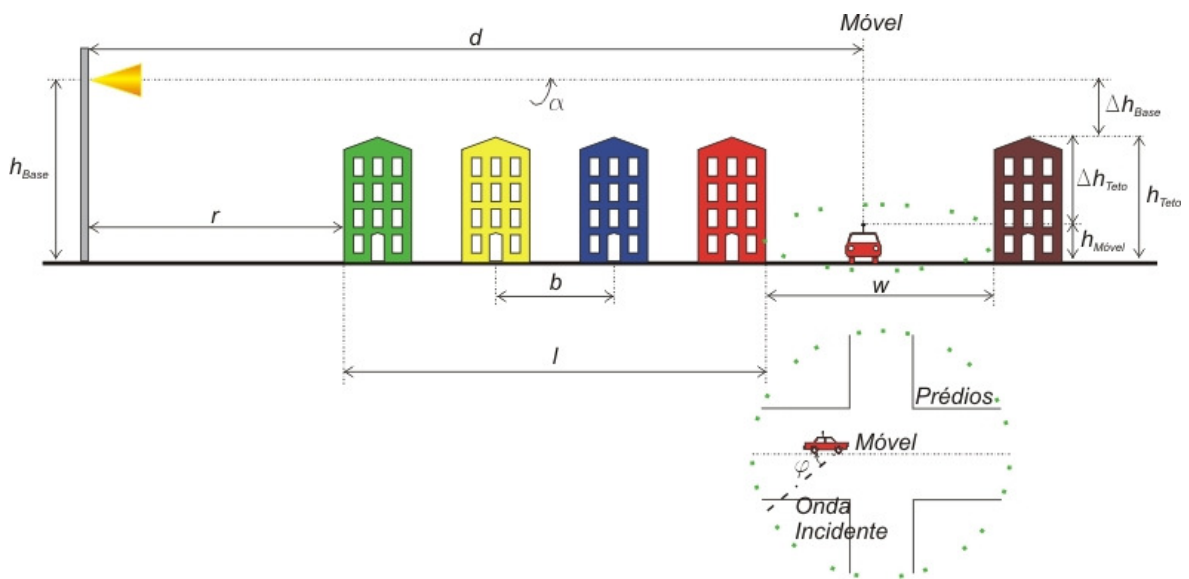 Móvel
d
α
Δh_Base
h_Base
Δh_Teto
h_Teto
r
h_Móvel
b
w
l
Prédios
Móvel
φ
Onda
Incidente